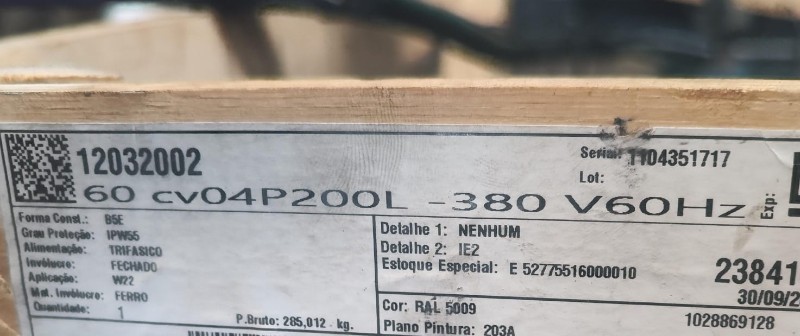 12032002
Serial: 1104351717
Lot:
60 cv04P200L -380 V60Hz
Exp:
Forma Const.: B5E
Grau Proteção: IPW55
Alimentação: TRIFASICO
Invólucro: FECHADO
Aplicação: W22
Mat. Invólucro: FERRO
Quantidade: 1
P.Bruto: 285,012 - kg.
Detalhe 1: NENHUM
Detalhe 2: IE2
Estoque Especial: E 52775516000010
23841
30/09/2
Cor: RAL 5009
1028869128
Plano Pintura: 203A